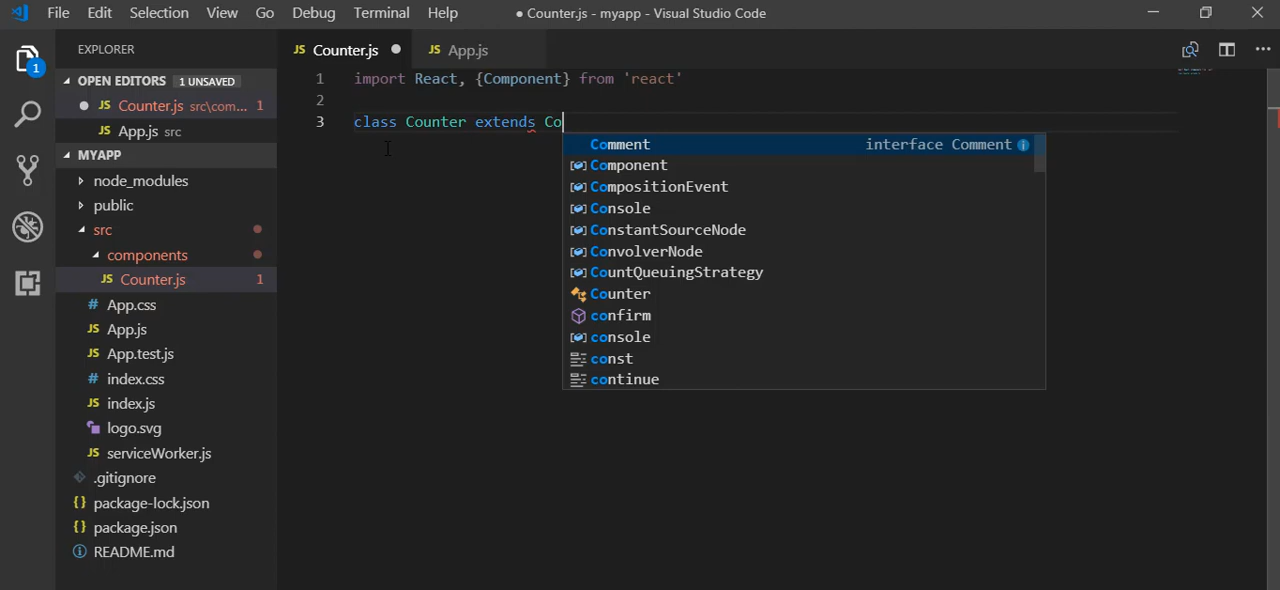 File Edit Selection View Go Debug Terminal Help ● Counter.js - myapp - Visual Studio Code
EXPLORER
JS Counter.js ● JS App.js
1
OPEN EDITORS 1 UNSAVED
● JS Counter.js src\com... 1
JS App.js src
MYAPP
node_modules
public
src
components
JS Counter.js 1
# App.css
JS App.js
JS App.test.js
# index.css
JS index.js
logo.svg
JS serviceWorker.js
.gitignore
{} package-lock.json
{} package.json
README.md
1 import React, {Component} from 'react'
2
3 class Counter extends Co
Comment interface Comment
Component
CompositionEvent
Console
ConstantSourceNode
ConvolverNode
CountQueuingStrategy
Counter
confirm
console
const
continue